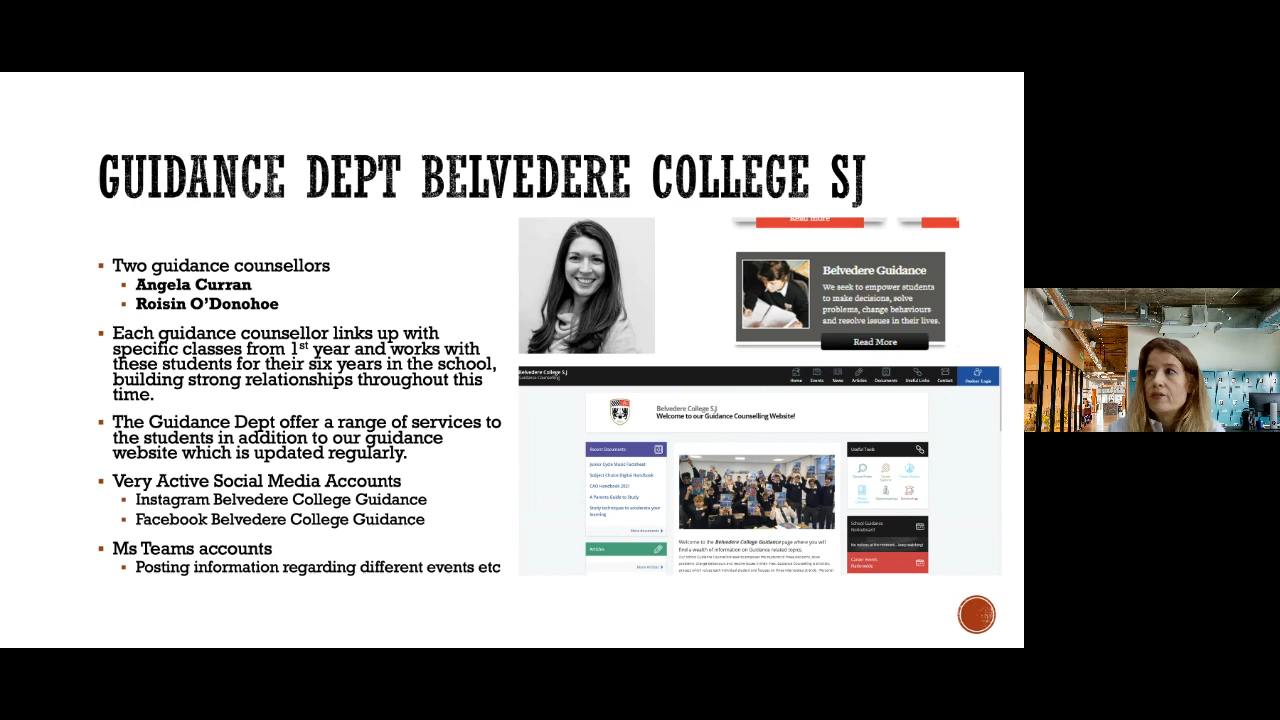 GUIDANCE DEPT BELVEDERE COLLEGE SJ
Two guidance counsellors
Angela Curran
Roisin O'Donohoe
Each guidance counsellor links up with
specific classes from 1st year and works with
these students for their six years in the school,
building strong relationships throughout this
time.
The Guidance Dept offer a range of services to
the students in addition to our guidance
website which is updated regularly.
Very Active Social Media Accounts
Instagram Belvedere College Guidance
Facebook Belvedere College Guidance
Ms Teams accounts
Posting information regarding different events etc
Read more
Belvedere Guidance
We seek to empower students
to make decisions, solve
problems, change behaviours
and resolve issues in their lives.
Read More
Belvedere College S.J
Guidance Counselling
Home Events News Articles Documents Useful Links Contact
Belvedere College S.J
Welcome to our Guidance Counselling Website!
Recent Documents
Junior Cycle Music Factsheet
Subject Choice Digital Handbook
CAO Handbook 2021
A Parents Guide to Study
Study techniques to accelerate your
learning
More documents
Articles
More Articles
Welcome to the Belvedere College Guidance page where you will
find a wealth of information on Guidance related topics.
Useful Tools
School Guidance
Noticeboard
Career Events
Nationwide